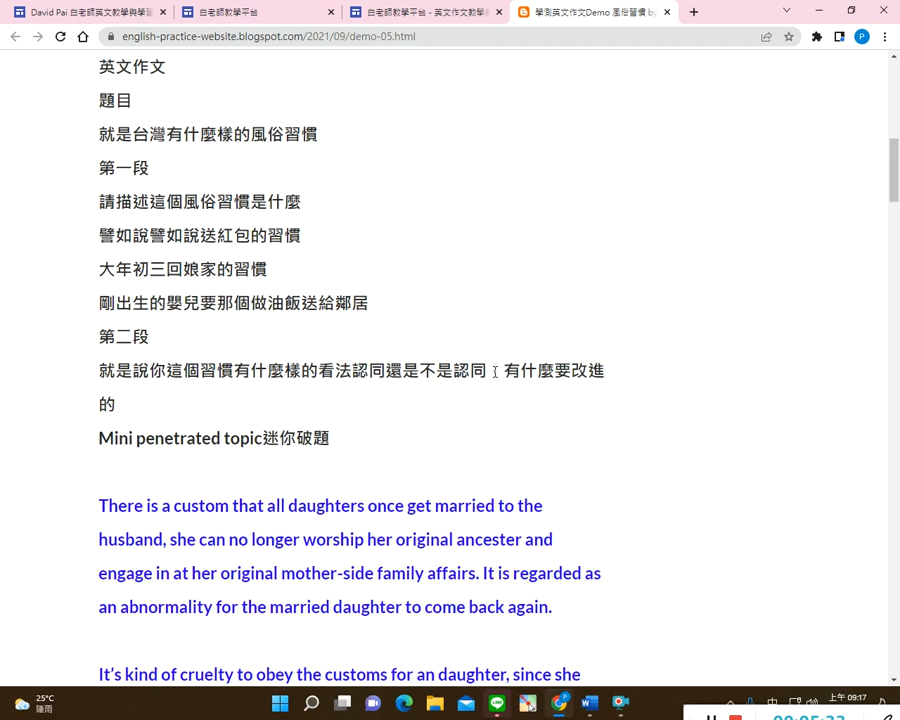 David Pai 白老師英文教學與學習
白老師教學平台
白老師教學平台 - 英文作文教學
學測英文作文Demo 風俗習慣 by
english-practice-website.blogspot.com/2021/09/demo-05.html
P
英文作文
題目
就是台灣有什麼樣的風俗習慣
第一段
請描述這個風俗習慣是什麼
譬如說譬如說送紅包的習慣
大年初三回娘家的習慣
剛出生的嬰兒要那個做油飯送給鄰居
第二段
就是說你這個習慣有什麼樣的看法認同還是不是認同 有什麼要改進
的
Mini penetrated topic迷你破題
There is a custom that all daughters once get married to the
husband, she can no longer worship her original ancester and
engage in at her original mother-side family affairs. It is regarded as
an abnormality for the married daughter to come back again.
It’s kind of cruelty to obey the customs for an daughter, since she
25°C
陣雨
LINE
W
中
上午 09:17
00:05:33